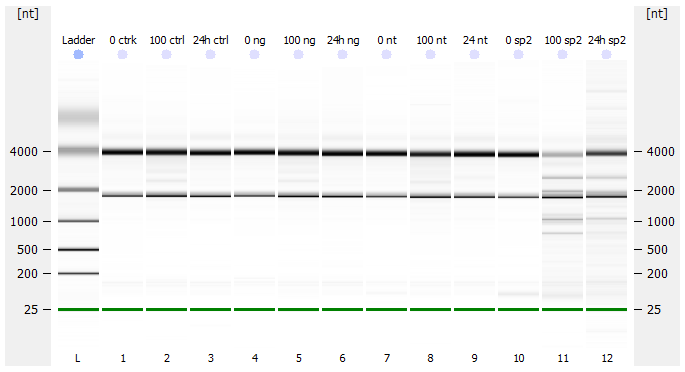 [nt] [nt]
Ladder 0 ctrk 100 ctrl 24h ctrl 0 ng 100 ng 24h ng 0 nt 100 nt 24 nt 0 sp2 100 sp2 24h sp2
4000 4000
2000 2000
1000 1000
500 500
200 200
25 25
L 1 2 3 4 5 6 7 8 9 10 11 12